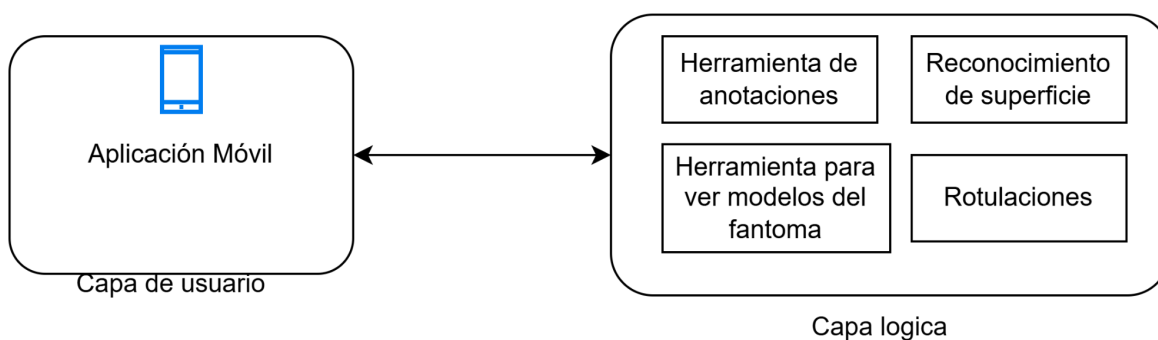 Aplicación Móvil
Capa de usuario
Herramienta de
anotaciones
Reconocimiento
de superficie
Herramienta para
ver modelos del
fantoma
Rotulaciones
Capa logica